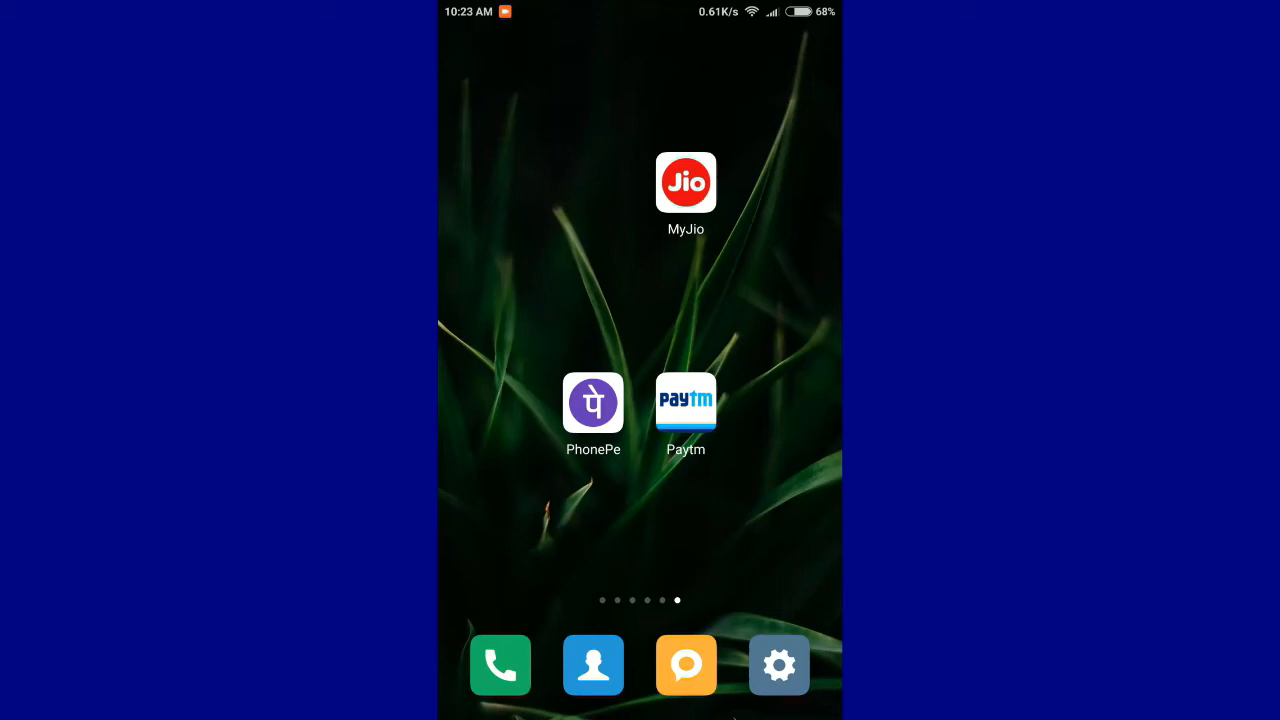 10:23 AM 0.61K/s 68%
Jio
MyJio
पे paytm
PhonePe Paytm